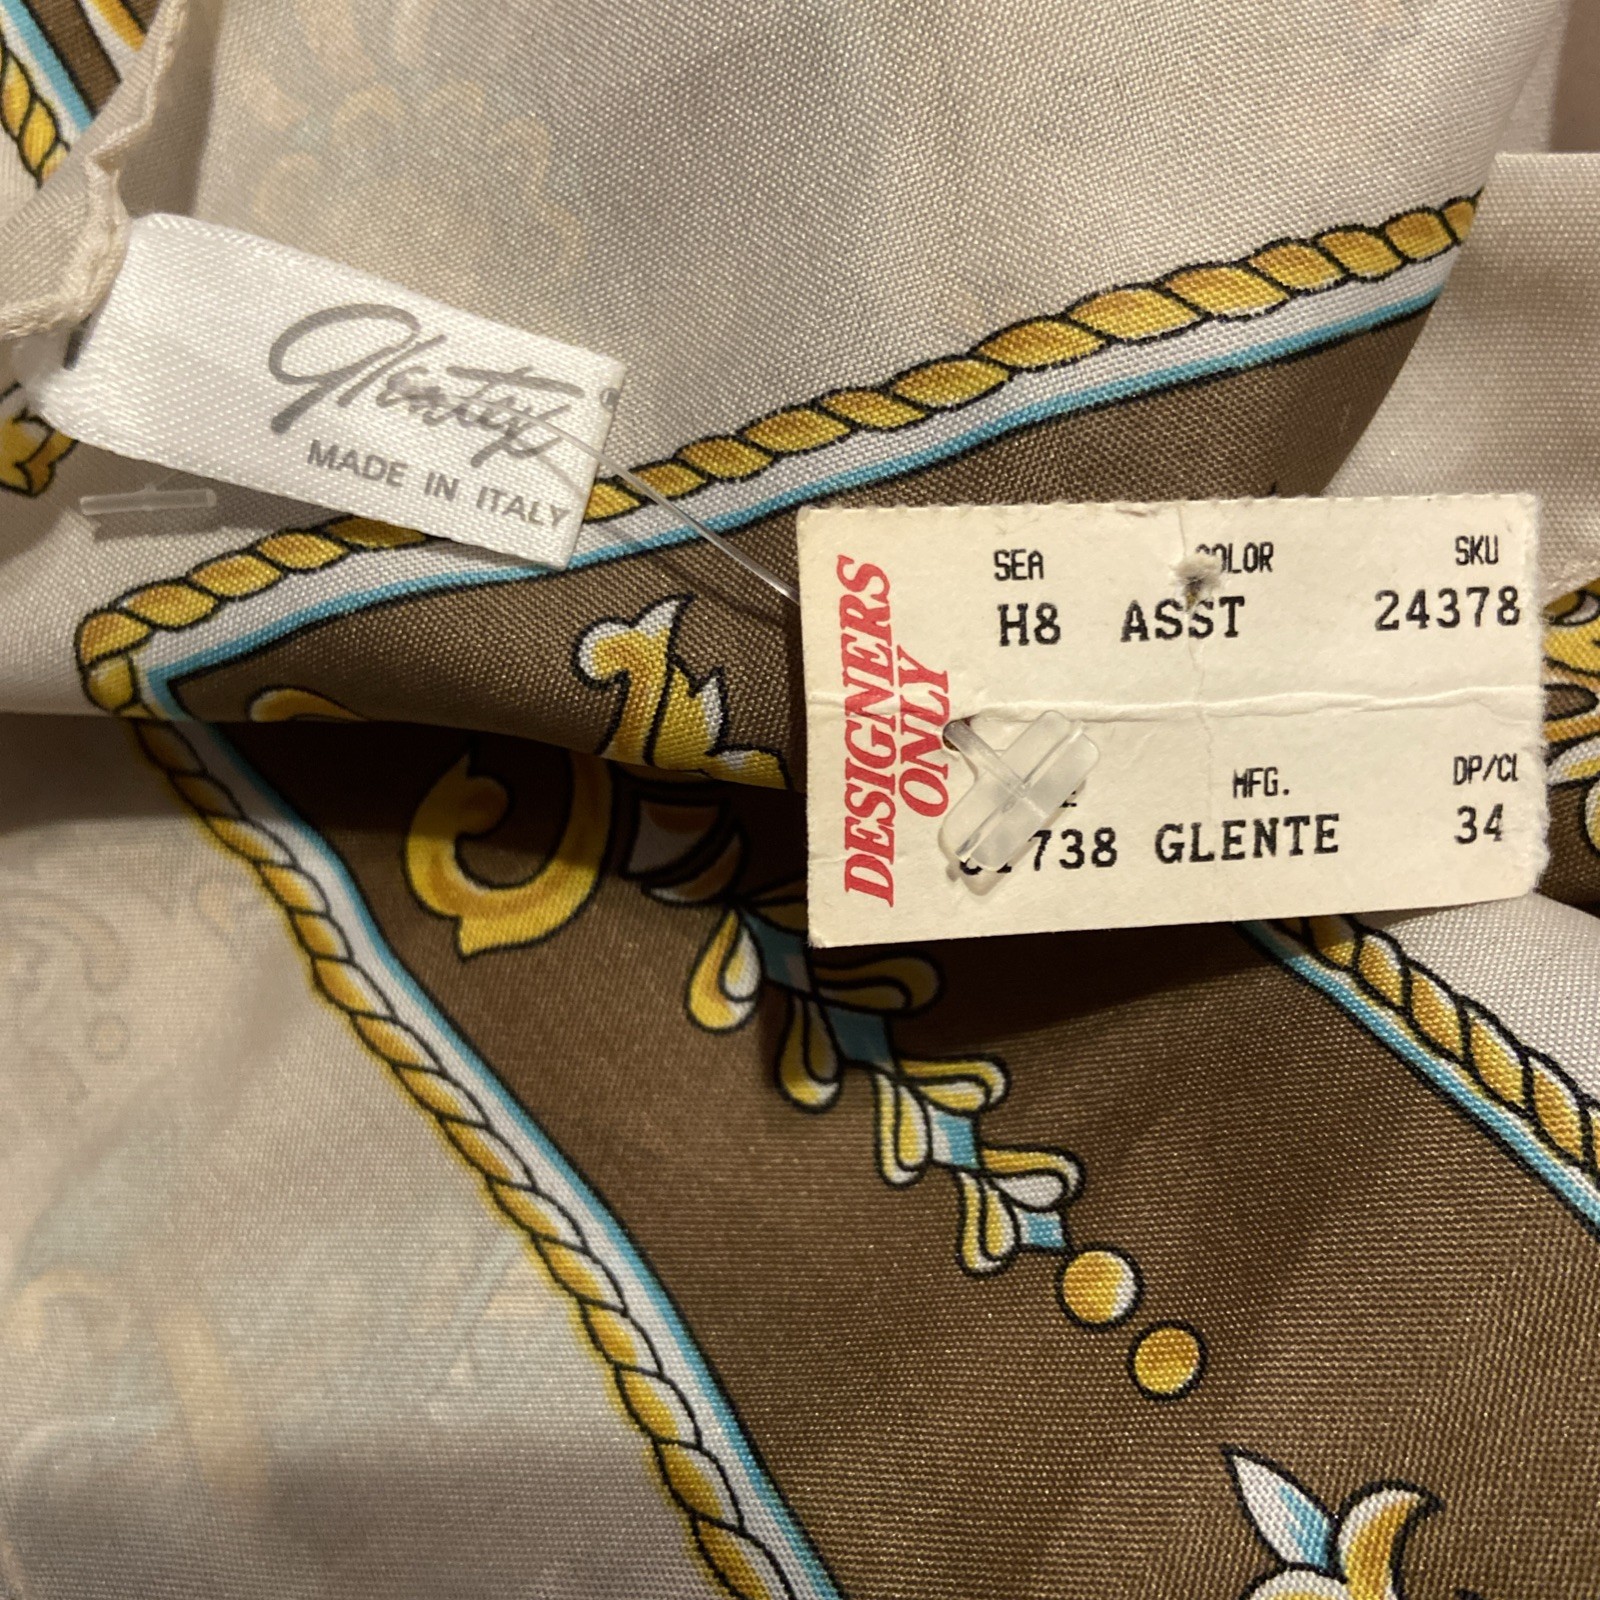 Glentex ®
MADE IN ITALY
DESIGNERS
ONLY
SEA COLOR SKU
H8 ASST 24378
MFG. DP/CL
738 GLENTE 34